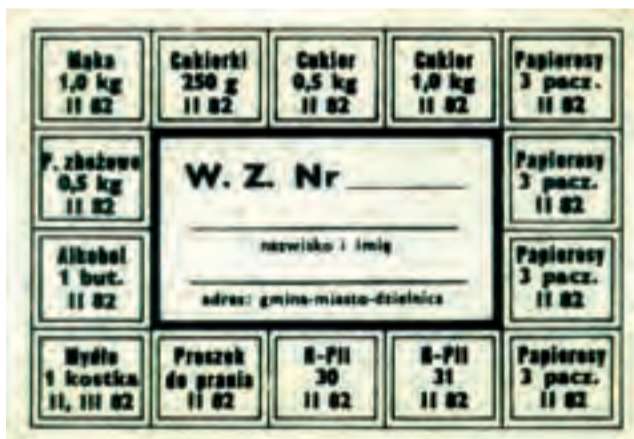 Mąka
1,0 kg
II 82
Cukierki
250 g
II 82
Cukier
0,5 kg
II 82
Cukier
1,0 kg
II 82
Papierosy
3 pacz.
II 82
P. zbożowe
0,5 kg
II 82
W. Z. Nr
nazwisko i imię
adres: gmina-miasto-dzielnica
Papierosy
3 pacz.
II 82
Alkohol
1 but.
II 82
Papierosy
3 pacz.
II 82
Mydło
1 kostka
II, III 82
Proszek
do prania
II 82
R-PII
30
II 82
R-PII
31
II 82
Papierosy
3 pacz.
II 82